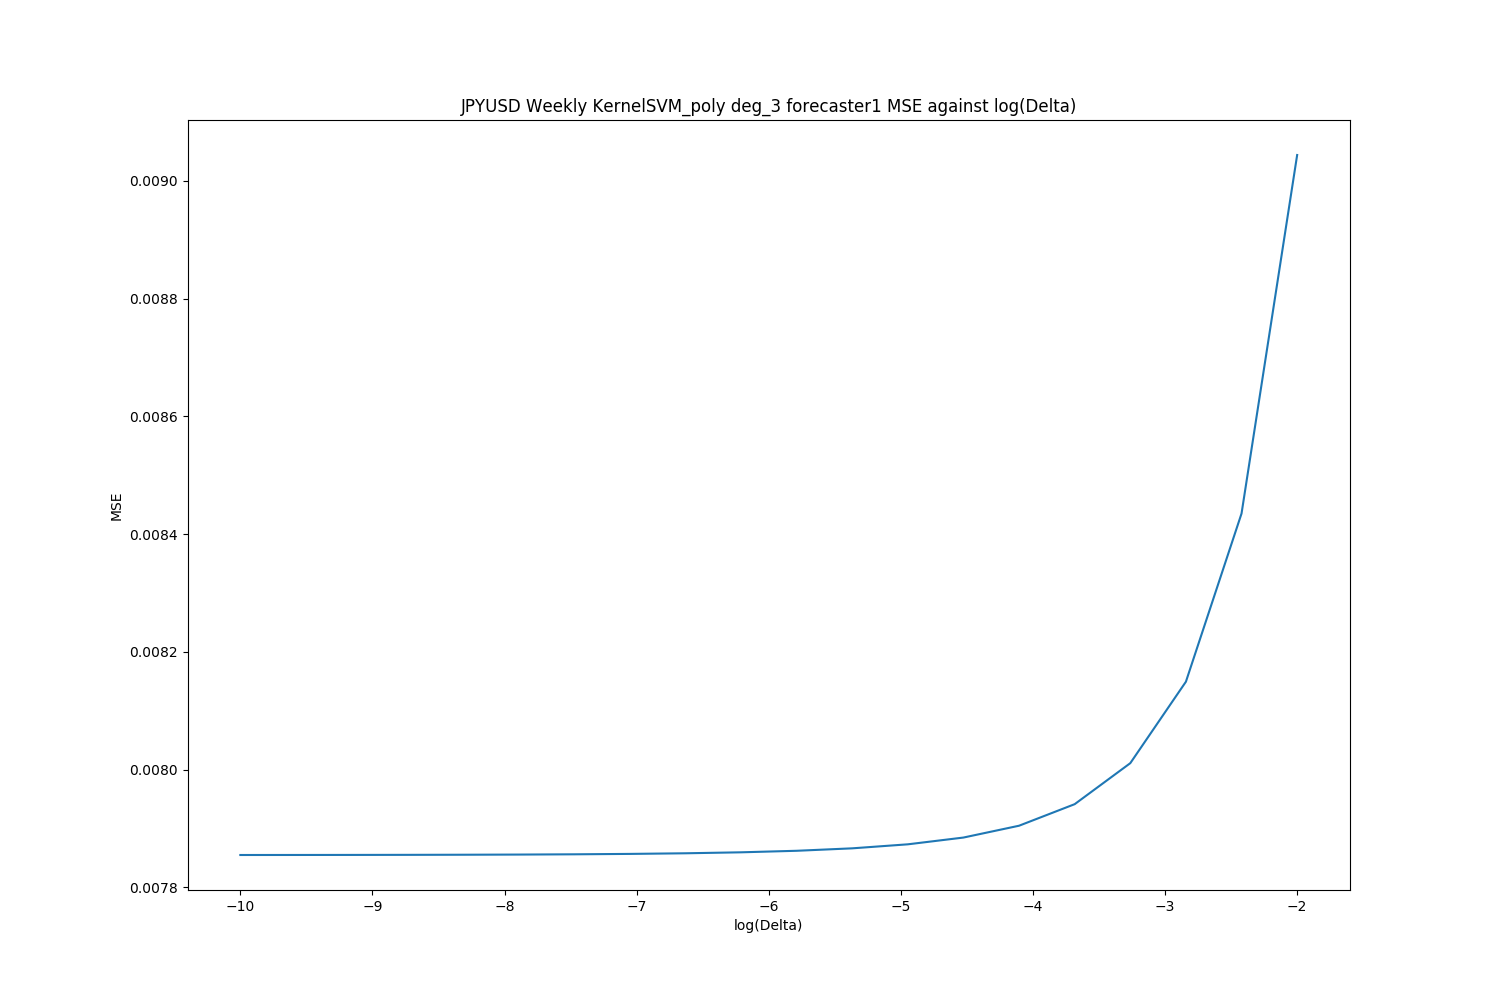 JPYUSD Weekly KernelSVM_poly deg_3 forecaster1 MSE against log(Delta)
0.0090
0.0088
0.0086
MSE
0.0084
0.0082
0.0080
0.0078
−10 −9 −8 −7 −6 −5 −4 −3 −2
log(Delta)